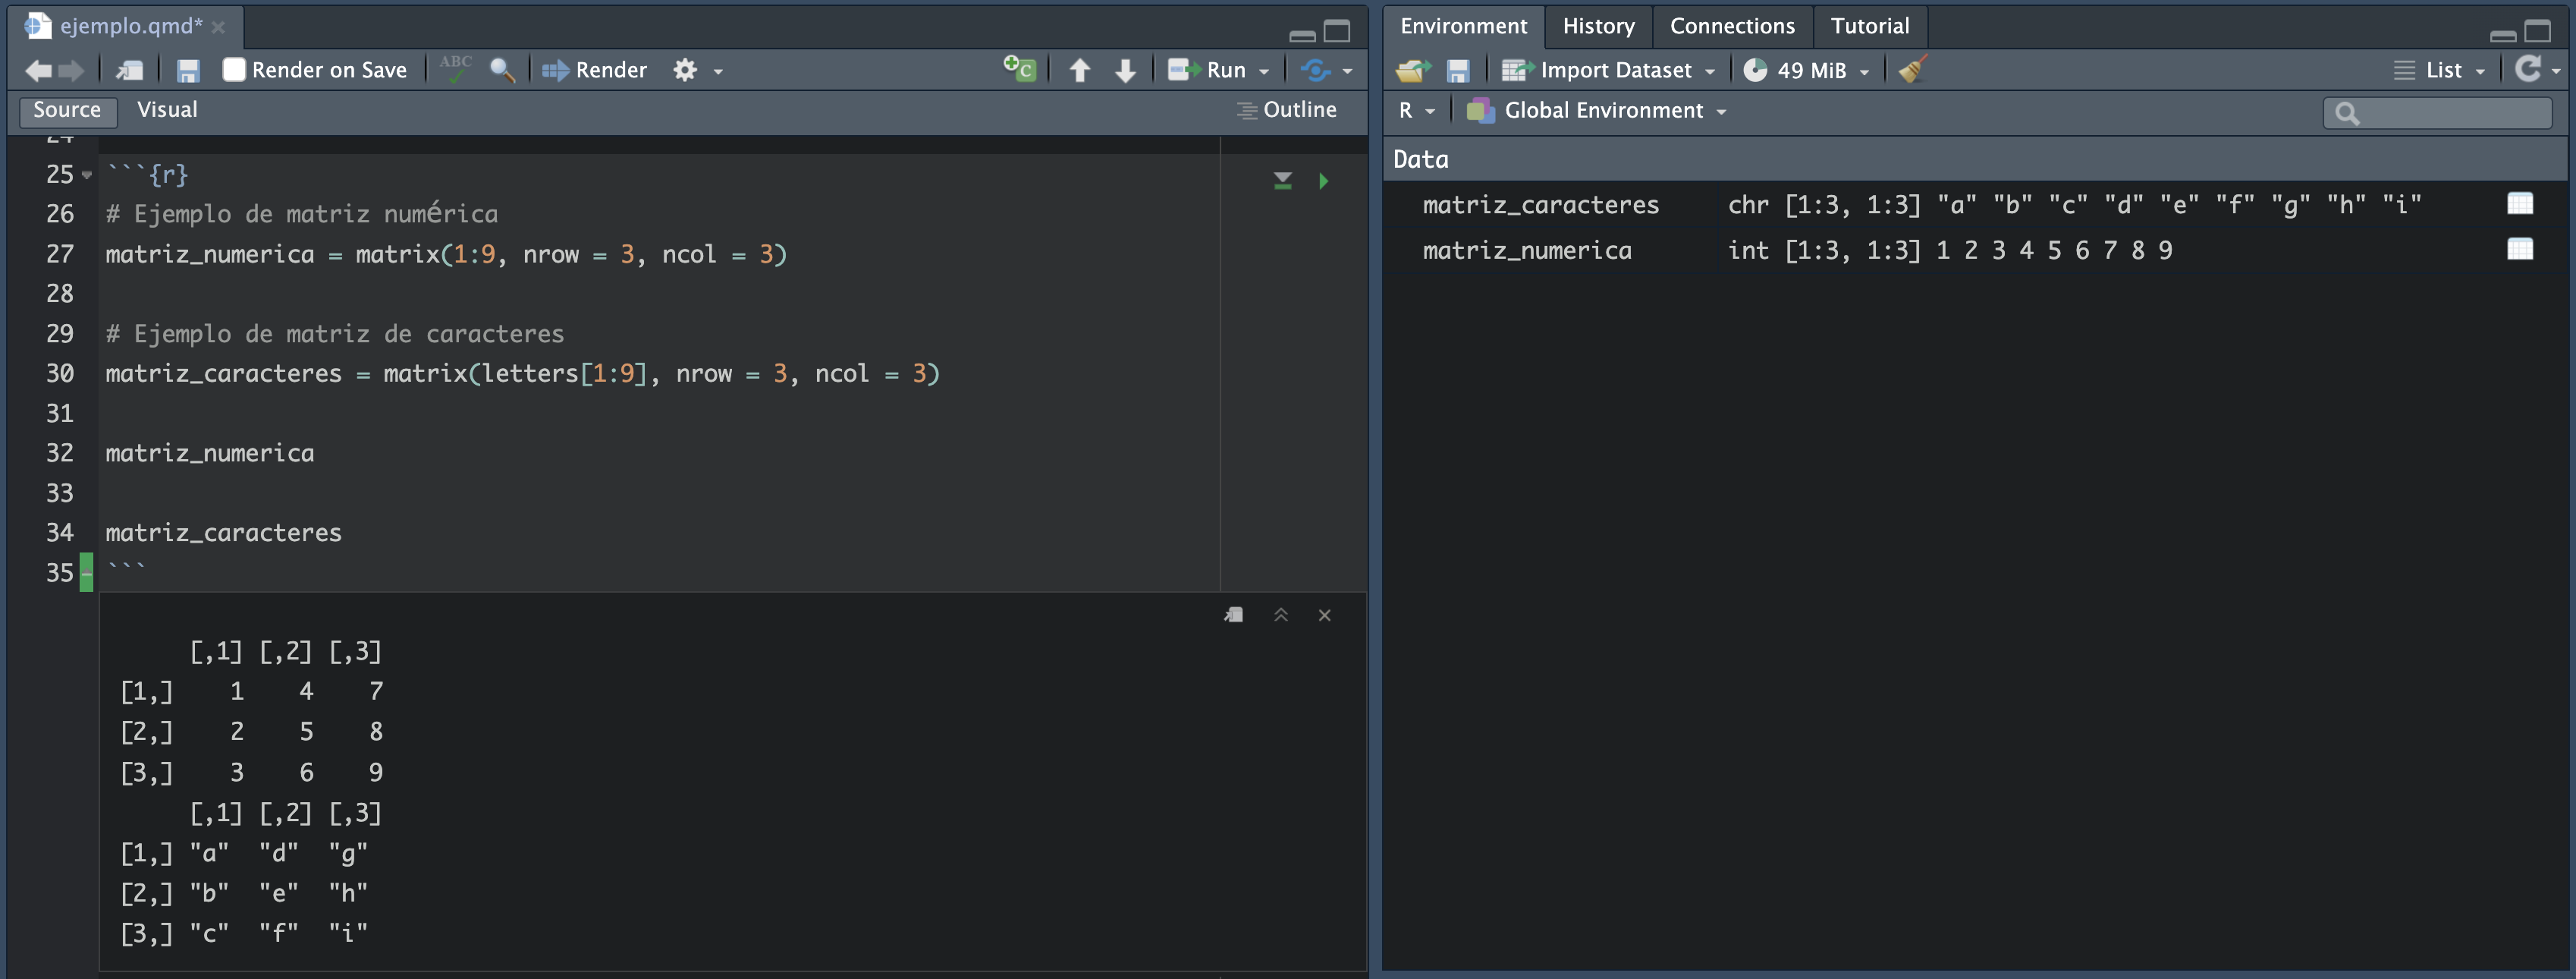 ejemplo.qmd*
Render on Save ABC Render Run
Source Visual Outline
24
25 ```{r}
26 # Ejemplo de matriz numérica
27 matriz_numerica = matrix(1:9, nrow = 3, ncol = 3)
28
29 # Ejemplo de matriz de caracteres
30 matriz_caracteres = matrix(letters[1:9], nrow = 3, ncol = 3)
31
32 matriz_numerica
33
34 matriz_caracteres
35 ```
[,1] [,2] [,3]
[1,] 1 4 7
[2,] 2 5 8
[3,] 3 6 9
[,1] [,2] [,3]
[1,] "a" "d" "g"
[2,] "b" "e" "h"
[3,] "c" "f" "i"
Environment History Connections Tutorial
Import Dataset 49 MiB List
R Global Environment
Data
matriz_caracteres chr [1:3, 1:3] "a" "b" "c" "d" "e" "f" "g" "h" "i"
matriz_numerica int [1:3, 1:3] 1 2 3 4 5 6 7 8 9